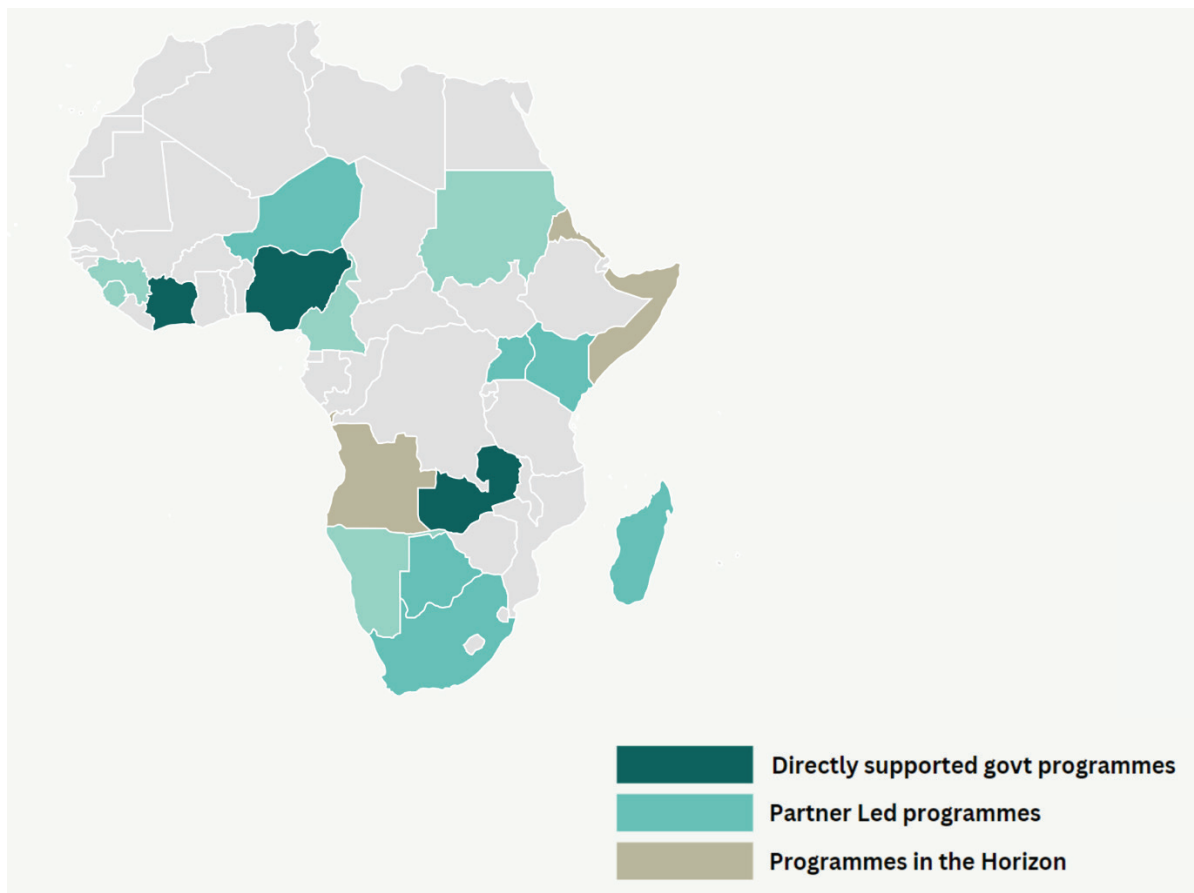 Directly supported govt programmes
Partner Led programmes
Programmes in the Horizon